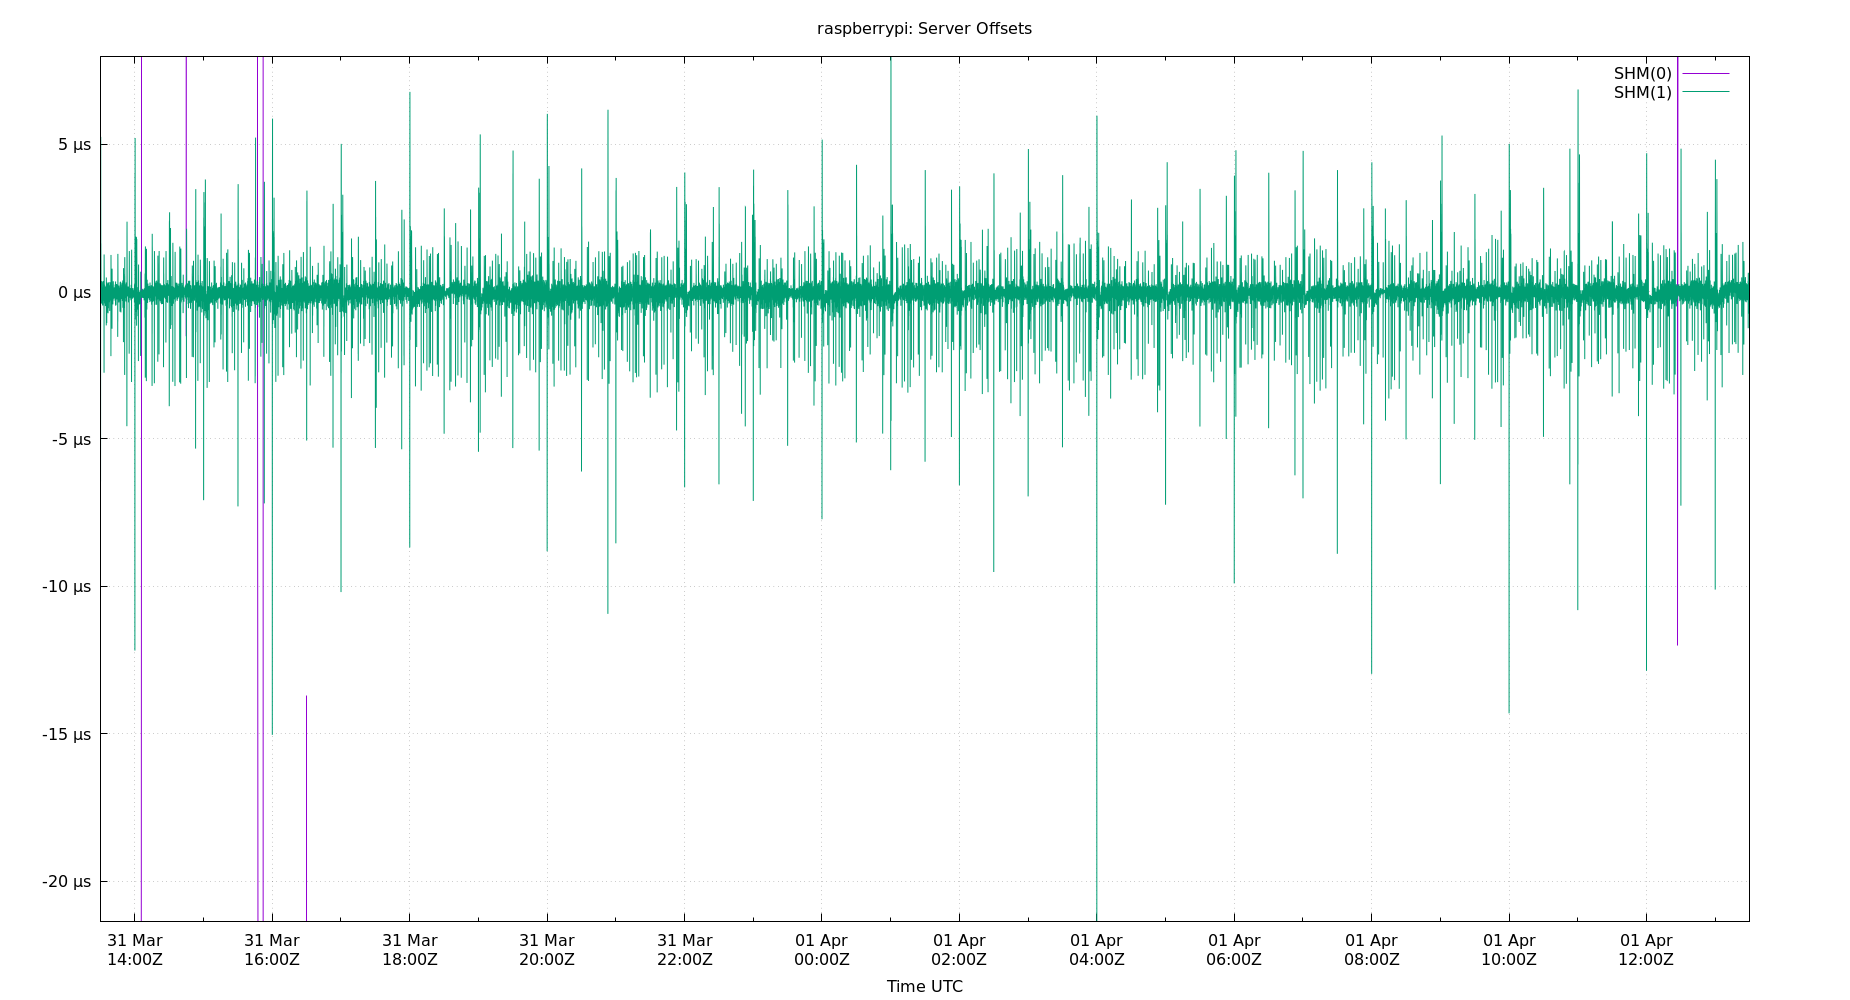 raspberrypi: Server Offsets
SHM(0)
SHM(1)
5 µs
0 µs
-5 µs
-10 µs
-15 µs
-20 µs
31 Mar 31 Mar 31 Mar 31 Mar 31 Mar 01 Apr 01 Apr 01 Apr 01 Apr 01 Apr 01 Apr 01 Apr
14:00Z 16:00Z 18:00Z 20:00Z 22:00Z 00:00Z 02:00Z 04:00Z 06:00Z 08:00Z 10:00Z 12:00Z
Time UTC